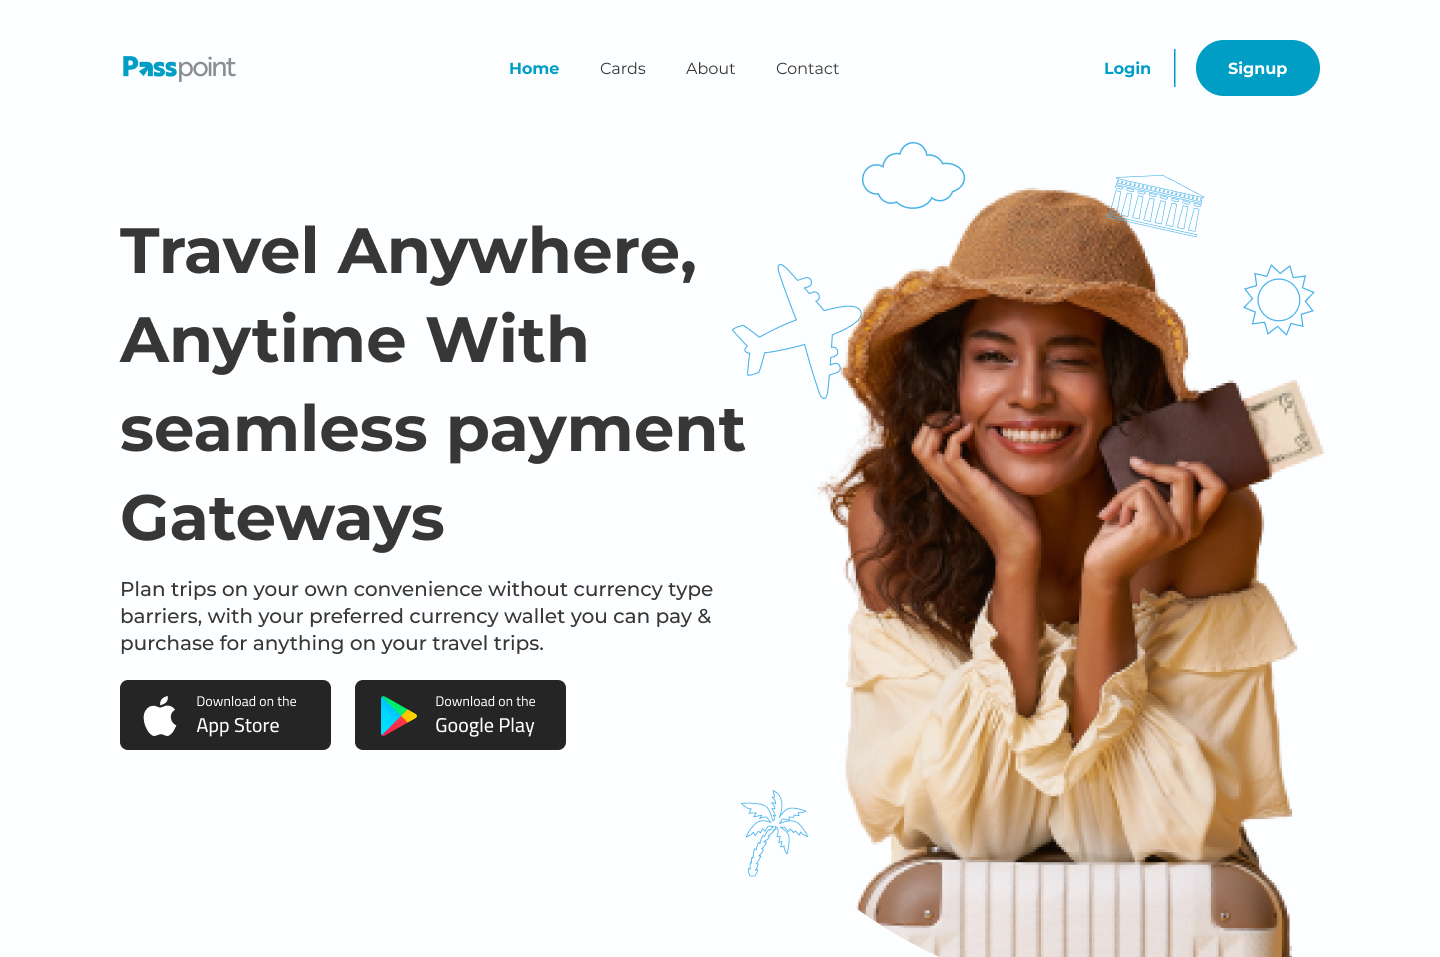 Passpoint
Home
Cards
About
Contact
Login
Signup
Travel Anywhere,
Anytime With
seamless payment
Gateways
Plan trips on your own convenience without currency type
barriers, with your preferred currency wallet you can pay &
purchase for anything on your travel trips.
Download on the
App Store
Download on the
Google Play